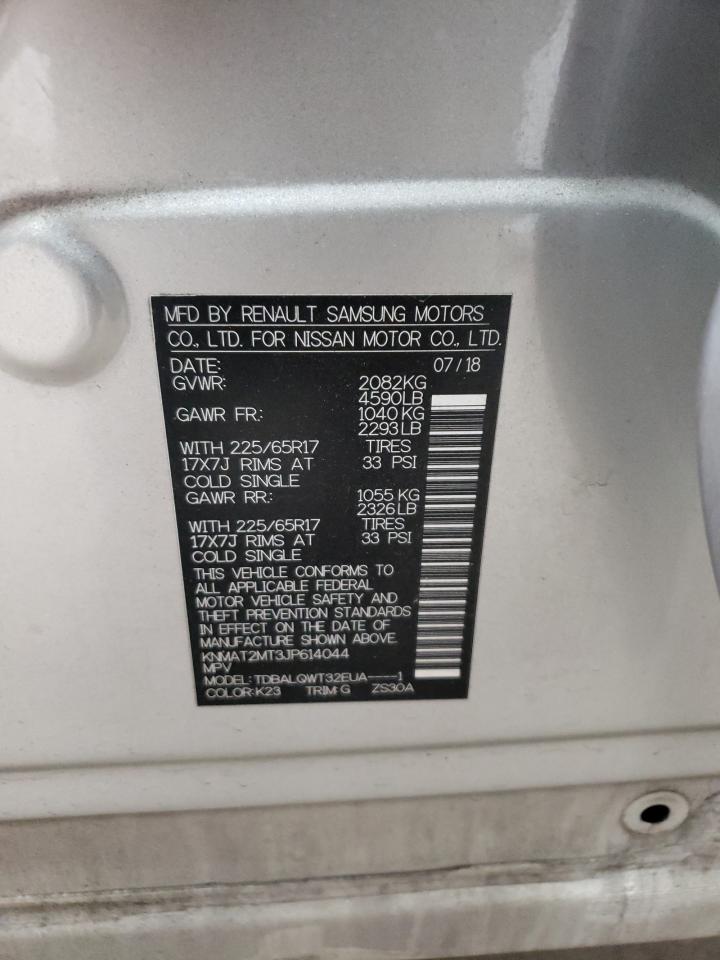 MFD BY RENAULT SAMSUNG MOTORS
CO., LTD. FOR NISSAN MOTOR CO., LTD.
DATE: 07/18
GVWR: 2082KG
4590LB
GAWR FR: 1040KG
2293LB
WITH 225/65R17 TIRES
17X7J RIMS AT 33 PSI
COLD SINGLE
GAWR RR: 1055KG
2326LB
WITH 225/65R17 TIRES
17X7J RIMS AT 33 PSI
COLD SINGLE
THIS VEHICLE CONFORMS TO
ALL APPLICABLE FEDERAL
MOTOR VEHICLE SAFETY AND
THEFT PREVENTION STANDARDS
IN EFFECT ON THE DATE OF
MANUFACTURE SHOWN ABOVE.
KNMAT2MT3JP614044
MPV
MODEL: TDBALQWT32EUA----1
COLOR:K23 TRIM:G ZS30A